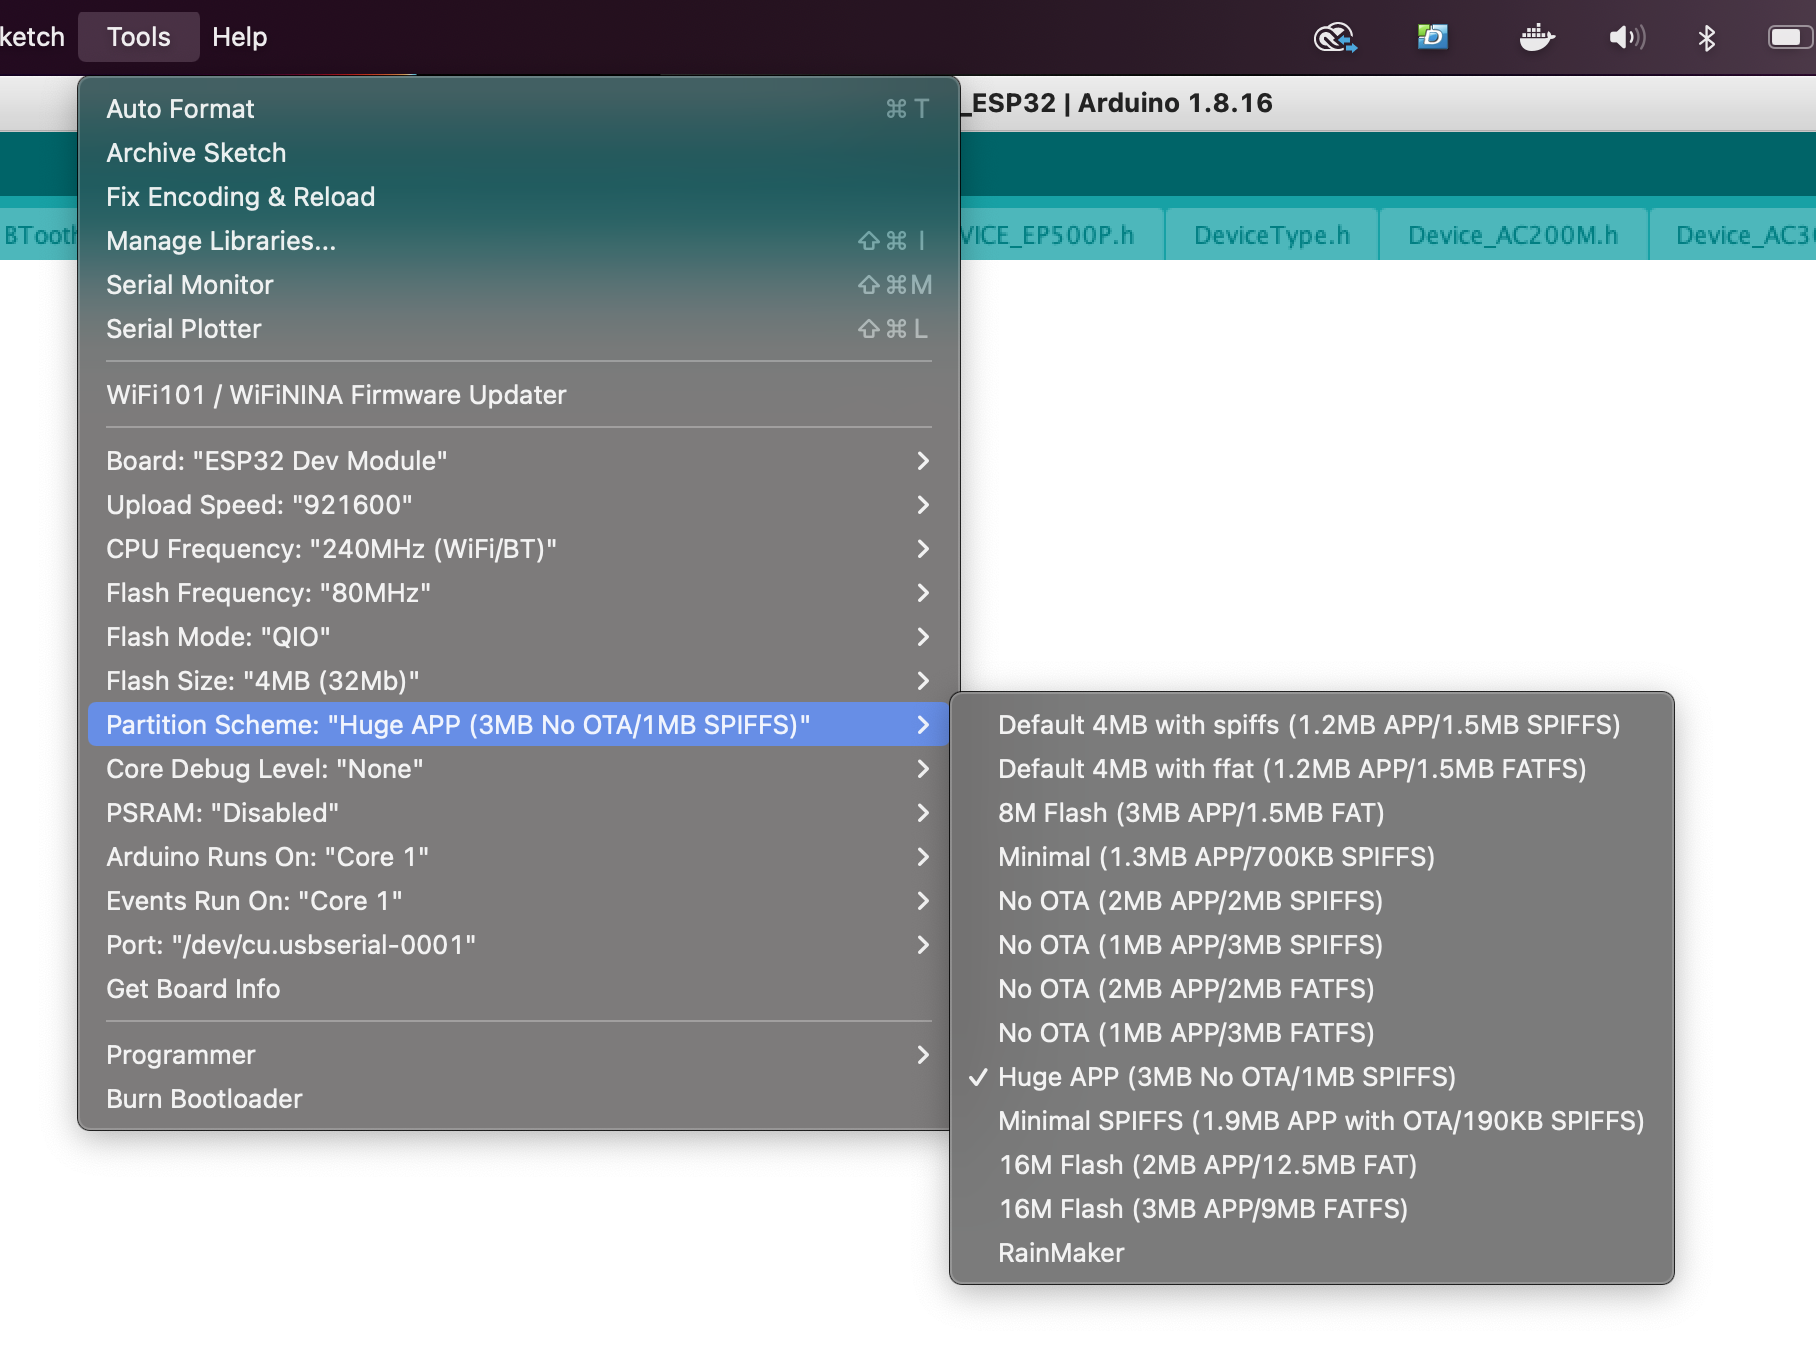 ketch Tools Help
_ESP32 | Arduino 1.8.16
BTooth VICE_EP500P.h DeviceType.h Device_AC200M.h Device_AC30
Auto Format ⌘T
Archive Sketch
Fix Encoding & Reload
Manage Libraries... ⇧⌘I
Serial Monitor ⇧⌘M
Serial Plotter ⇧⌘L
WiFi101 / WiFiNINA Firmware Updater
Board: "ESP32 Dev Module"
Upload Speed: "921600"
CPU Frequency: "240MHz (WiFi/BT)"
Flash Frequency: "80MHz"
Flash Mode: "QIO"
Flash Size: "4MB (32Mb)"
Partition Scheme: "Huge APP (3MB No OTA/1MB SPIFFS)"
Core Debug Level: "None"
PSRAM: "Disabled"
Arduino Runs On: "Core 1"
Events Run On: "Core 1"
Port: "/dev/cu.usbserial-0001"
Get Board Info
Programmer
Burn Bootloader
Default 4MB with spiffs (1.2MB APP/1.5MB SPIFFS)
Default 4MB with ffat (1.2MB APP/1.5MB FATFS)
8M Flash (3MB APP/1.5MB FAT)
Minimal (1.3MB APP/700KB SPIFFS)
No OTA (2MB APP/2MB SPIFFS)
No OTA (1MB APP/3MB SPIFFS)
No OTA (2MB APP/2MB FATFS)
No OTA (1MB APP/3MB FATFS)
✓ Huge APP (3MB No OTA/1MB SPIFFS)
Minimal SPIFFS (1.9MB APP with OTA/190KB SPIFFS)
16M Flash (2MB APP/12.5MB FAT)
16M Flash (3MB APP/9MB FATFS)
RainMaker